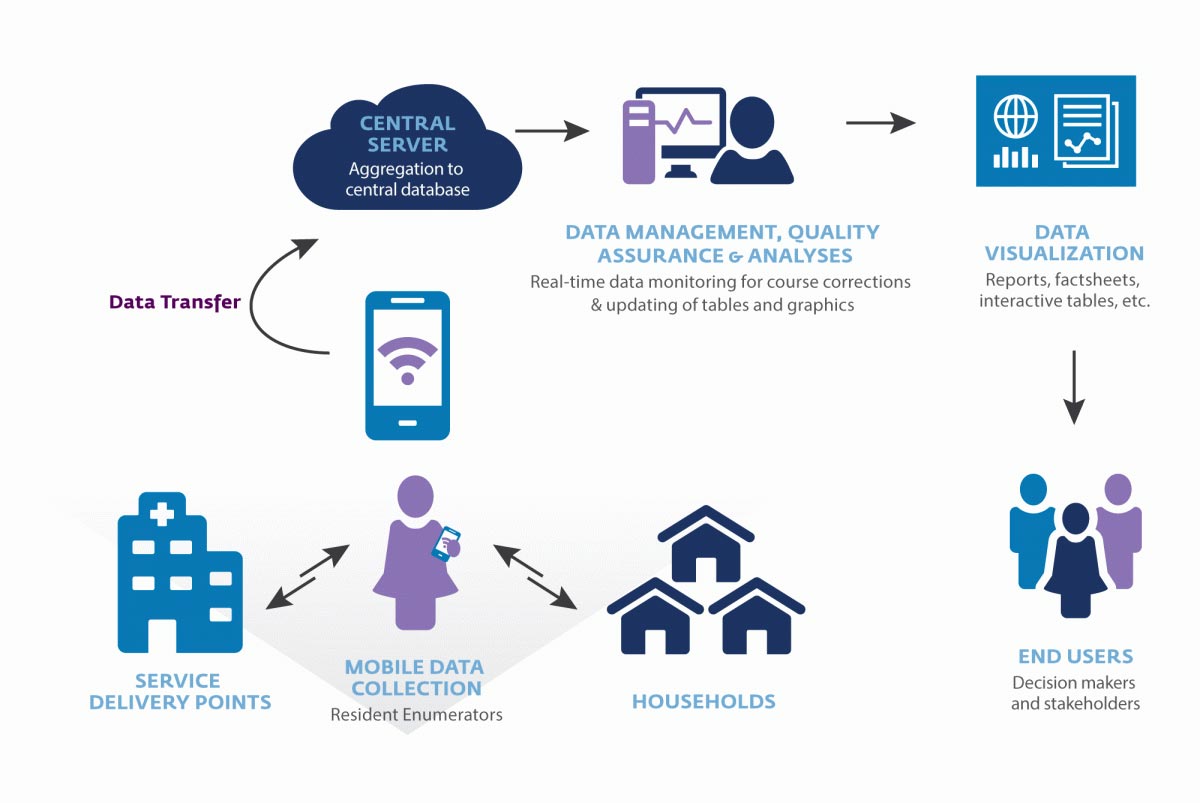 CENTRAL
SERVER
Aggregation to
central database
DATA MANAGEMENT, QUALITY
ASSURANCE & ANALYSES
Real-time data monitoring for course corrections
& updating of tables and graphics
DATA
VISUALIZATION
Reports, factsheets,
interactive tables, etc.
Data Transfer
SERVICE
DELIVERY POINTS
MOBILE DATA
COLLECTION
Resident Enumerators
HOUSEHOLDS
END USERS
Decision makers
and stakeholders